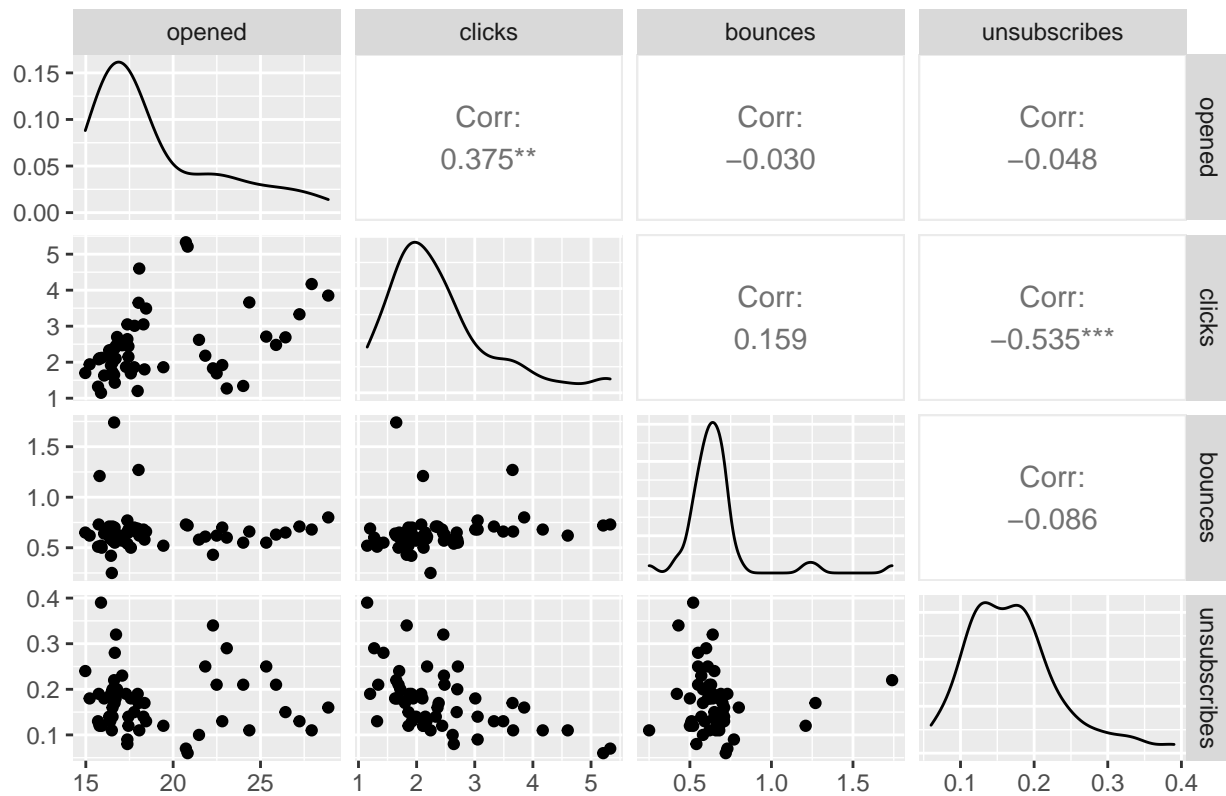 opened
clicks
bounces
unsubscribes
0.15
0.10
0.05
0.00
Corr:
0.375**
Corr:
−0.030
Corr:
−0.048
opened
5
4
3
2
1
Corr:
0.159
Corr:
−0.535***
clicks
1.5
1.0
0.5
Corr:
−0.086
bounces
0.4
0.3
0.2
0.1
unsubscribes
15
20
25
1
2
3
4
5
0.5
1.0
1.5
0.1
0.2
0.3
0.4